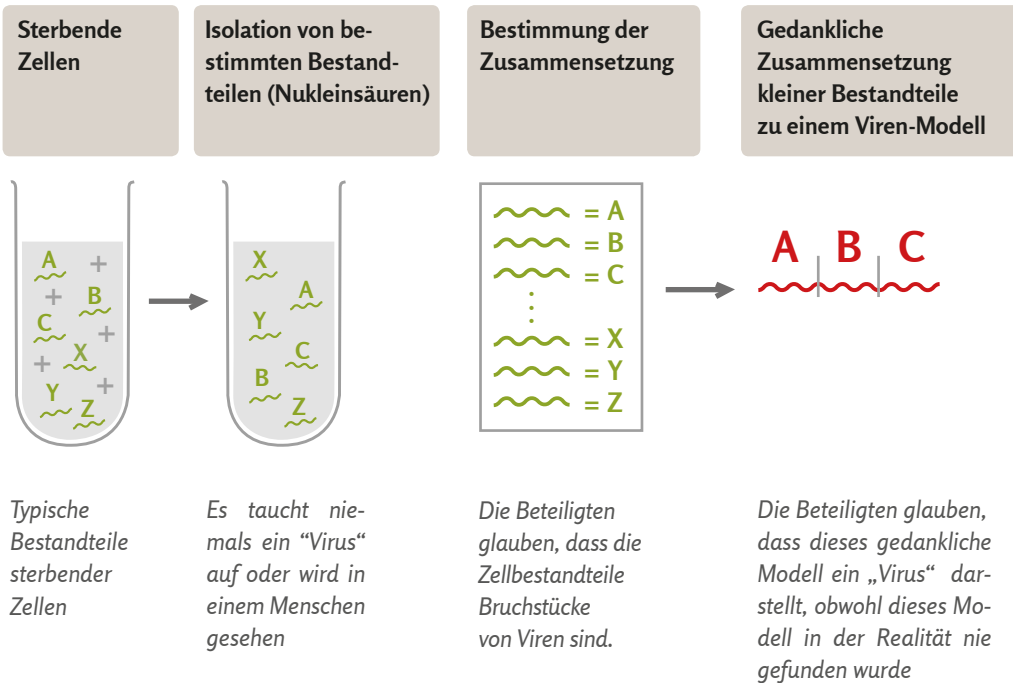 Sterbende
Zellen
Isolation von be-
stimmten Bestand-
teilen (Nukleinsäuren)
Bestimmung der
Zusammensetzung
Gedankliche
Zusammensetzung
kleiner Bestandteile
zu einem Viren-Modell
A
+
+
B
C
+
X
+
Y
+
Z
X
A
Y
C
B
Z
= A
= B
= C
= X
= Y
= Z
A B C
Typische
Bestandteile
sterbender
Zellen
Es taucht nie-
mals ein “Virus“
auf oder wird in
einem Menschen
gesehen
Die Beteiligten
glauben, dass die
Zellbestandteile
Bruchstücke
von Viren sind.
Die Beteiligten glauben,
dass dieses gedankliche
Modell ein „Virus“ dar-
stellt, obwohl dieses Mo-
dell in der Realität nie
gefunden wurde